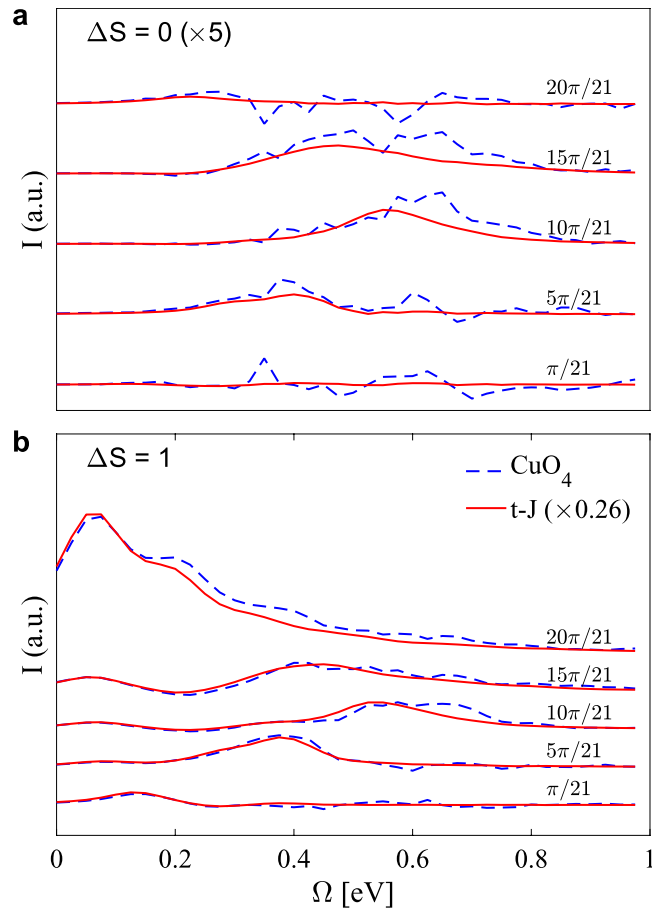 a
ΔS = 0 (×5)
20π/21
15π/21
10π/21
5π/21
π/21
I (a.u.)
b
ΔS = 1
CuO₄
t-J (×0.26)
20π/21
15π/21
10π/21
5π/21
π/21
I (a.u.)
0 0.2 0.4 0.6 0.8 1
Ω [eV]